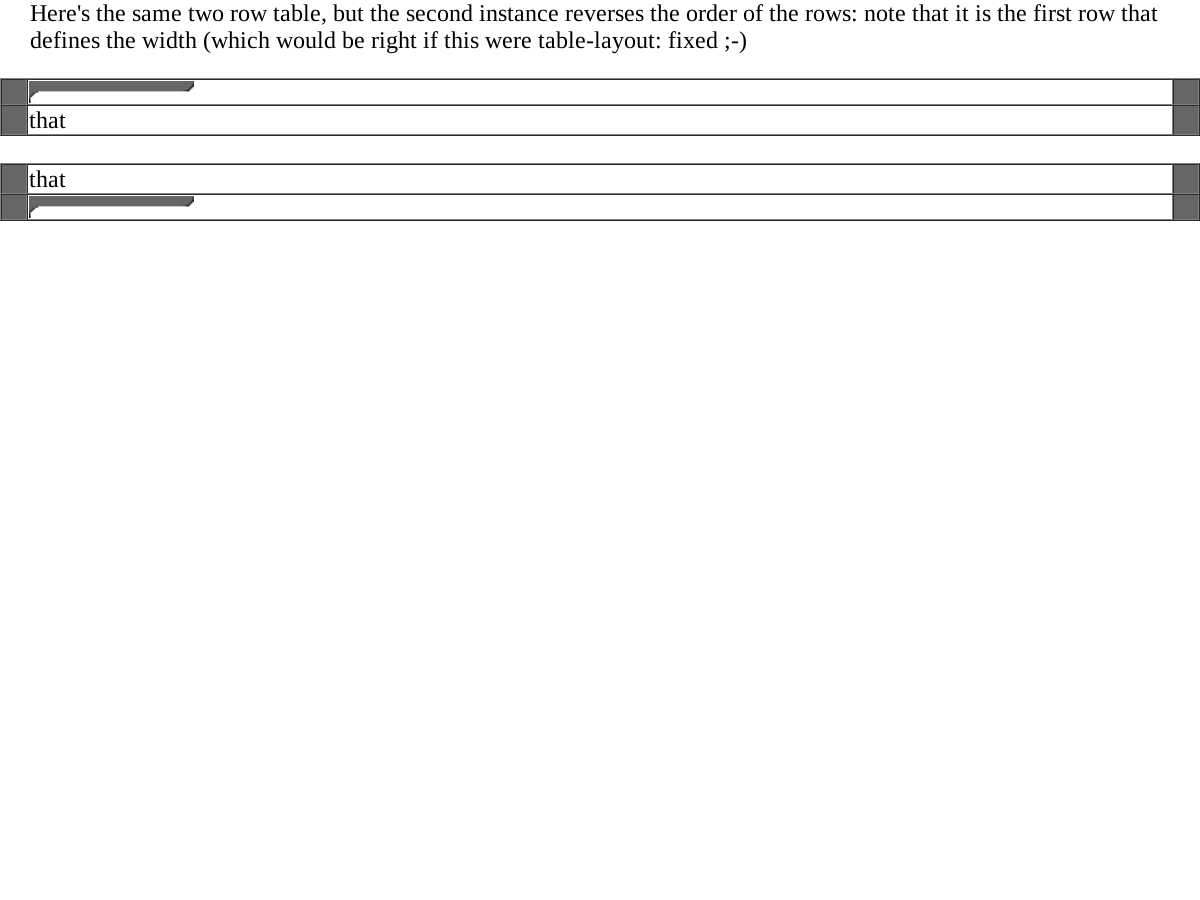 Here's the same two row table, but the second instance reverses the order of the rows: note that it is the first row that
defines the width (which would be right if this were table-layout: fixed ;-)
that
that